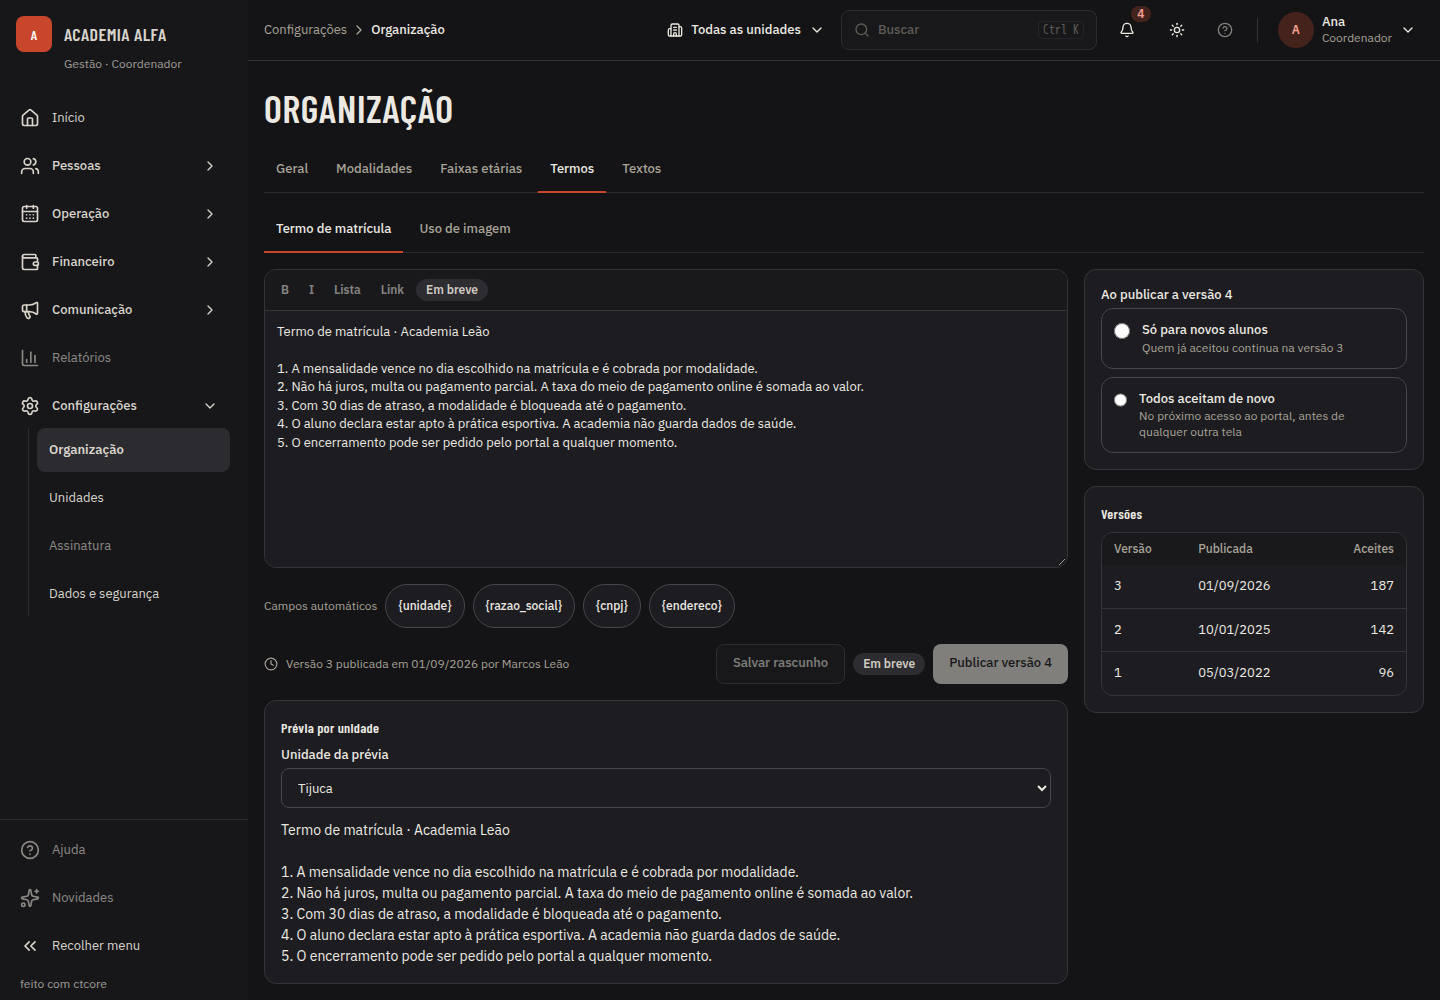 A
ACADEMIA ALFA
Gestão · Coordenador
Início
Pessoas
Operação
Financeiro
Comunicação
Relatórios
Configurações
Organização
Unidades
Assinatura
Dados e segurança
Ajuda
Novidades
Recolher menu
feito com ctcore
Configurações > Organização
Todas as unidades
Buscar
Ctrl K
4
A
Ana
Coordenador
ORGANIZAÇÃO
Geral
Modalidades
Faixas etárias
Termos
Textos
Termo de matrícula
Uso de imagem
B
I
Lista
Link
Em breve
Termo de matrícula · Academia Leão
1. A mensalidade vence no dia escolhido na matrícula e é cobrada por modalidade.
2. Não há juros, multa ou pagamento parcial. A taxa do meio de pagamento online é somada ao valor.
3. Com 30 dias de atraso, a modalidade é bloqueada até o pagamento.
4. O aluno declara estar apto à prática esportiva. A academia não guarda dados de saúde.
5. O encerramento pode ser pedido pelo portal a qualquer momento.
Campos automáticos
{unidade}
{razao_social}
{cnpj}
{endereco}
Versão 3 publicada em 01/09/2026 por Marcos Leão
Salvar rascunho
Em breve
Publicar versão 4
Prévia por unidade
Unidade da prévia
Tijuca
Termo de matrícula · Academia Leão
1. A mensalidade vence no dia escolhido na matrícula e é cobrada por modalidade.
2. Não há juros, multa ou pagamento parcial. A taxa do meio de pagamento online é somada ao valor.
3. Com 30 dias de atraso, a modalidade é bloqueada até o pagamento.
4. O aluno declara estar apto à prática esportiva. A academia não guarda dados de saúde.
5. O encerramento pode ser pedido pelo portal a qualquer momento.
Ao publicar a versão 4
Só para novos alunos
Quem já aceitou continua na versão 3
Todos aceitam de novo
No próximo acesso ao portal, antes de
qualquer outra tela
Versões
Versão Publicada Aceites
3 01/09/2026 187
2 10/01/2025 142
1 05/03/2022 96